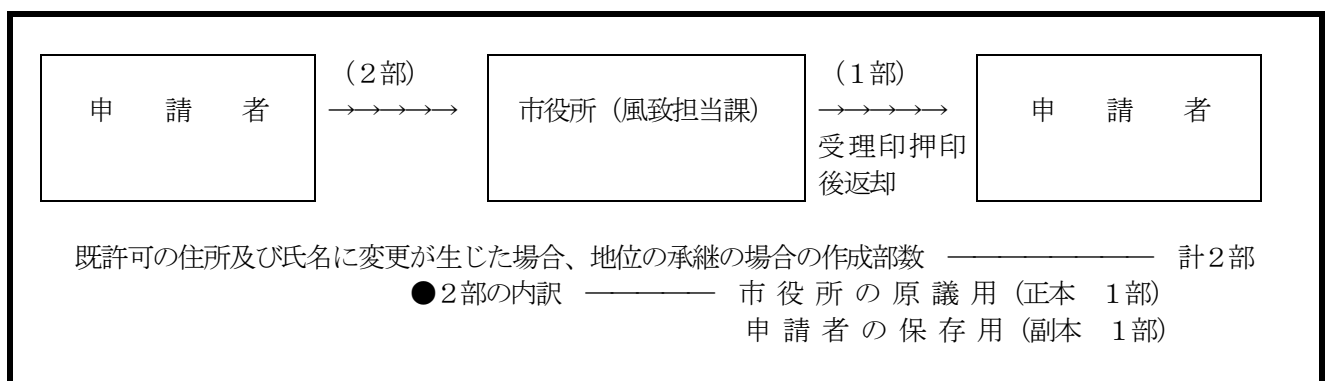 （２部） （１部）
申　請　者 →→→→→ 市役所（風致担当課） →→→→→ 申　請　者
受理印押印
後返却
既許可の住所及び氏名に変更が生じた場合、地位の承継の場合の作成部数 ――――――――― 計２部
●２部の内訳 ――――― 市役所の原議用（正本　１部）
申請者の保存用（副本　１部）